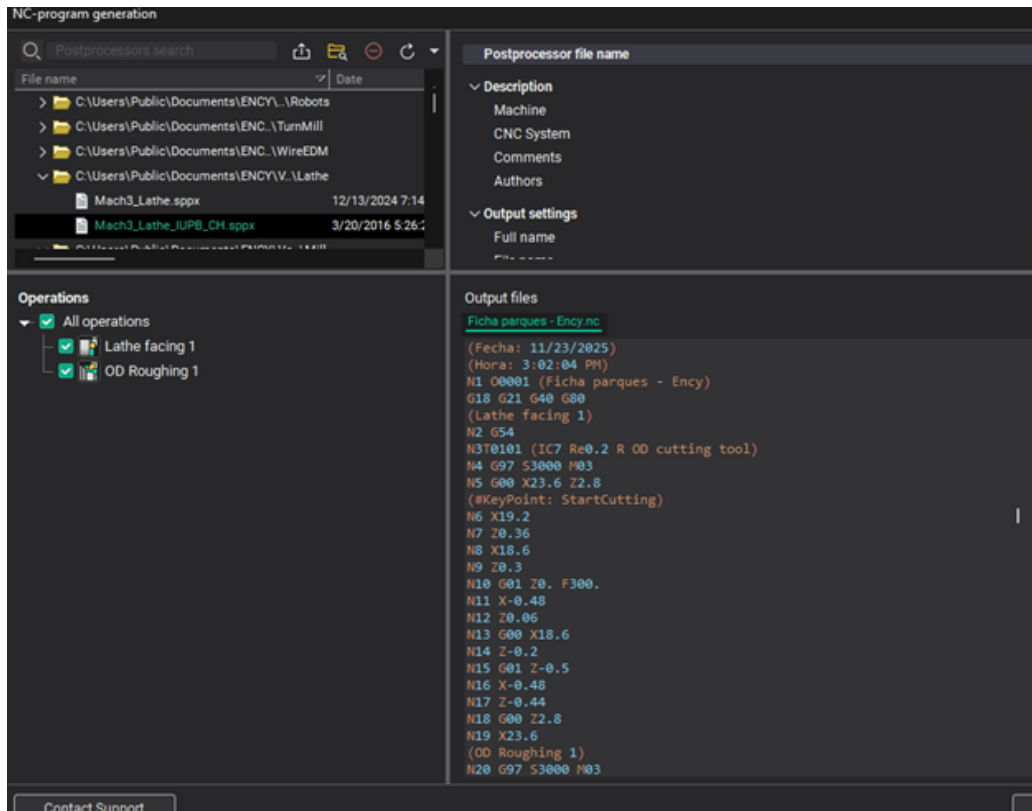 NC-program generation
Postprocessors search
File name Date
C:\Users\Public\Documents\ENCY\..\Robots
C:\Users\Public\Documents\ENC..\TurnMill
C:\Users\Public\Documents\ENC..\WireEDM
C:\Users\Public\Documents\ENCY\V..\Lathe
Mach3_Lathe.sppx 12/13/2024 7:14
Mach3_Lathe_IUPB_CH.sppx 3/20/2016 5:26:2
Postprocessor file name
Description
Machine
CNC System
Comments
Authors
Output settings
Full name
File name
Operations
All operations
Lathe facing 1
OD Roughing 1
Output files
Ficha parques - Ency.nc
(Fecha: 11/23/2025)
(Hora: 3:02:04 PM)
N1 O0001 (Ficha parques - Ency)
G18 G21 G40 G80
(Lathe facing 1)
N2 G54
N3T0101 (IC7 Re0.2 R OD cutting tool)
N4 G97 S3000 M03
N5 G00 X23.6 Z2.8
(#KeyPoint: StartCutting)
N6 X19.2
N7 Z0.36
N8 X18.6
N9 Z0.3
N10 G01 Z0. F300.
N11 X-0.48
N12 Z0.06
N13 G00 X18.6
N14 Z-0.2
N15 G01 Z-0.5
N16 X-0.48
N17 Z-0.44
N18 G00 Z2.8
N19 X23.6
(OD Roughing 1)
N20 G97 S3000 M03
Contact Support